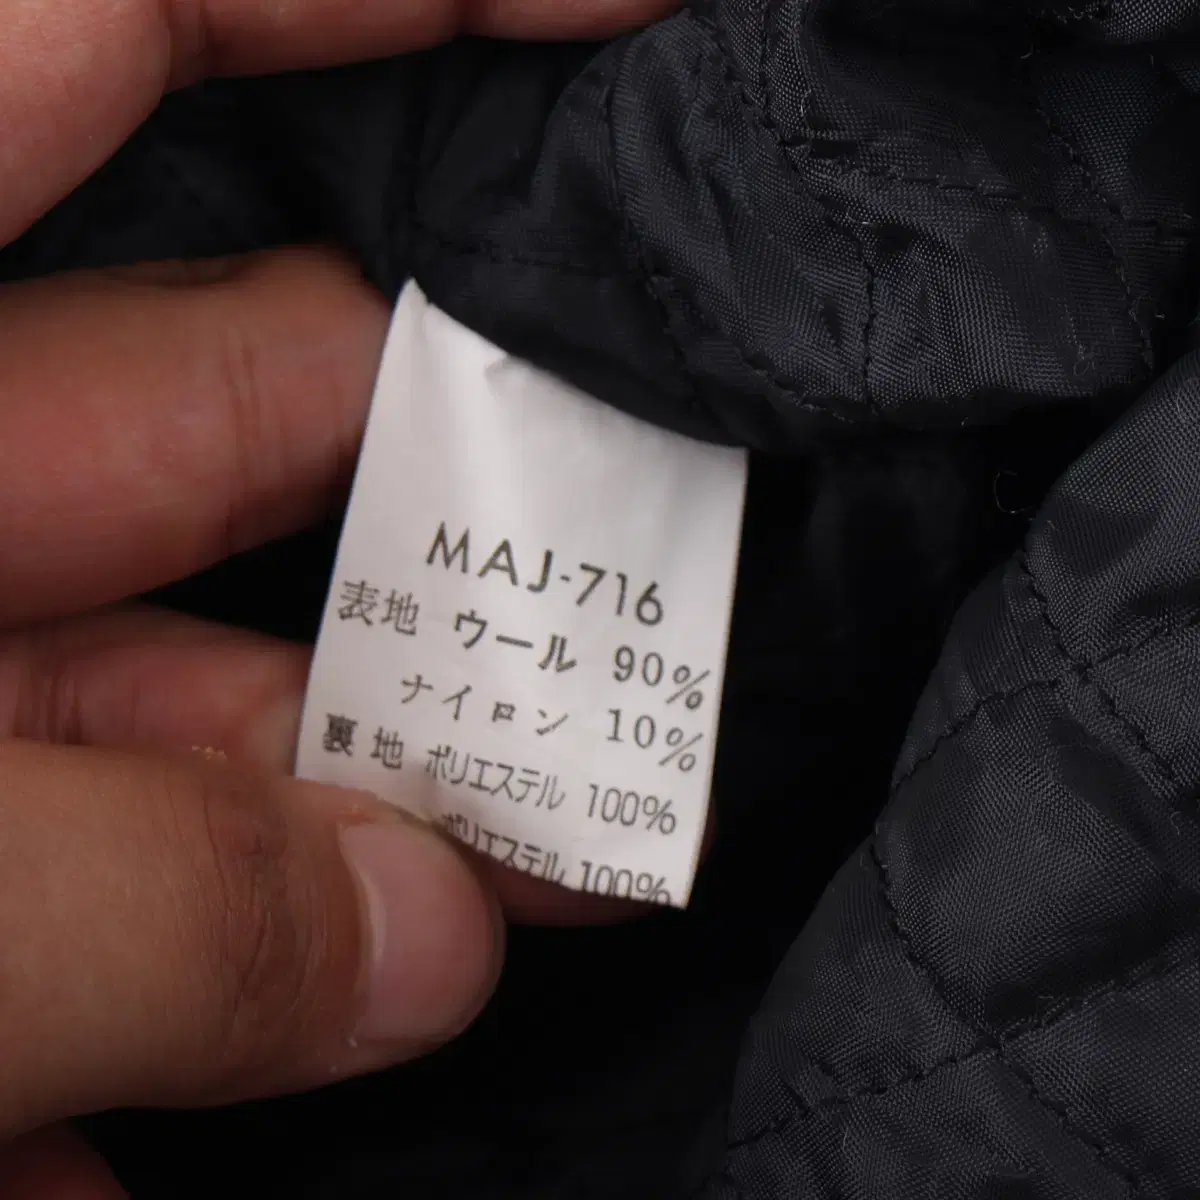 MAJ-716
表地 ウール 90%
ナイロン 10%
裏地 ポリエステル 100%
ポリエステル 100%